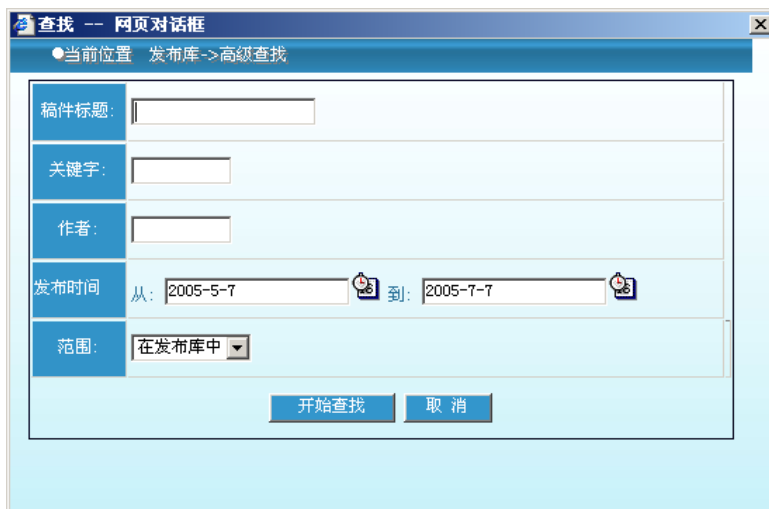 查找 -- 网页对话框
●当前位置 发布库->高级查找
稿件标题:
关键字:
作者:
发布时间 从: 2005-5-7 到: 2005-7-7
范围: 在发布库中
开始查找 取 消